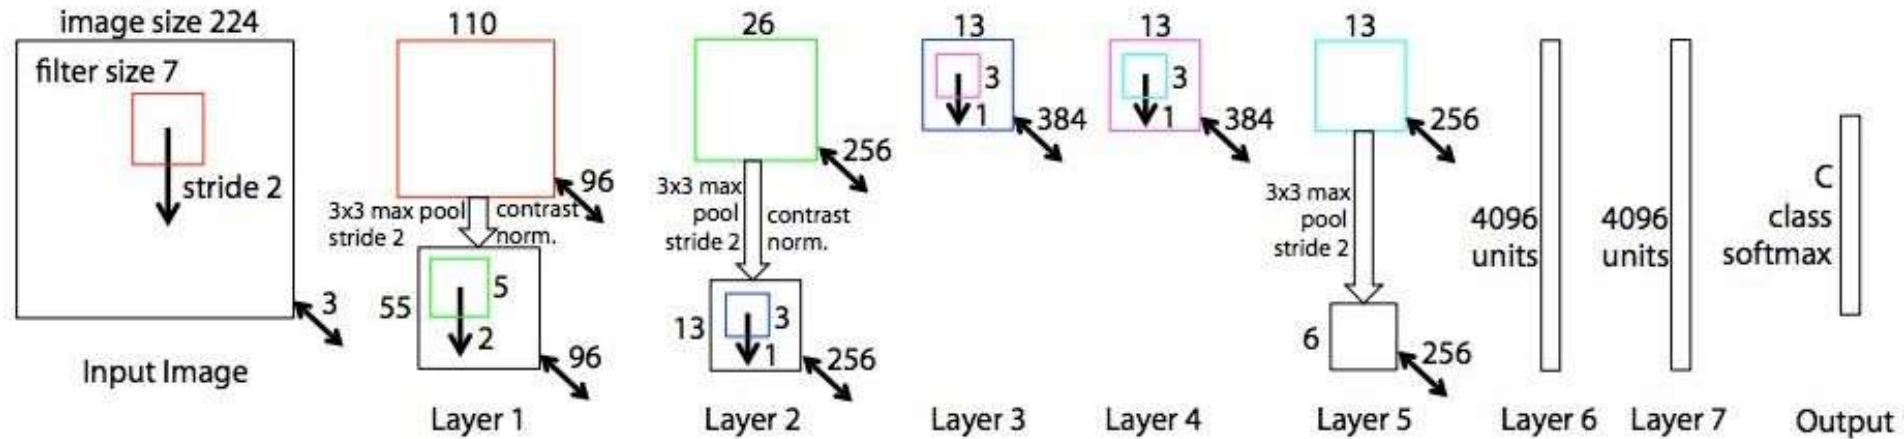 image size 224
filter size 7
stride 2
3
Input Image
110
96
3x3 max pool
stride 2
contrast
norm.
55
5
2
96
Layer 1
26
256
3x3 max
pool
stride 2
contrast
norm.
13
3
1
256
Layer 2
13
3
1
384
Layer 3
13
3
1
384
Layer 4
13
256
3x3 max
pool
stride 2
6
256
Layer 5
4096
units
Layer 6
4096
units
Layer 7
C
class
softmax
Output